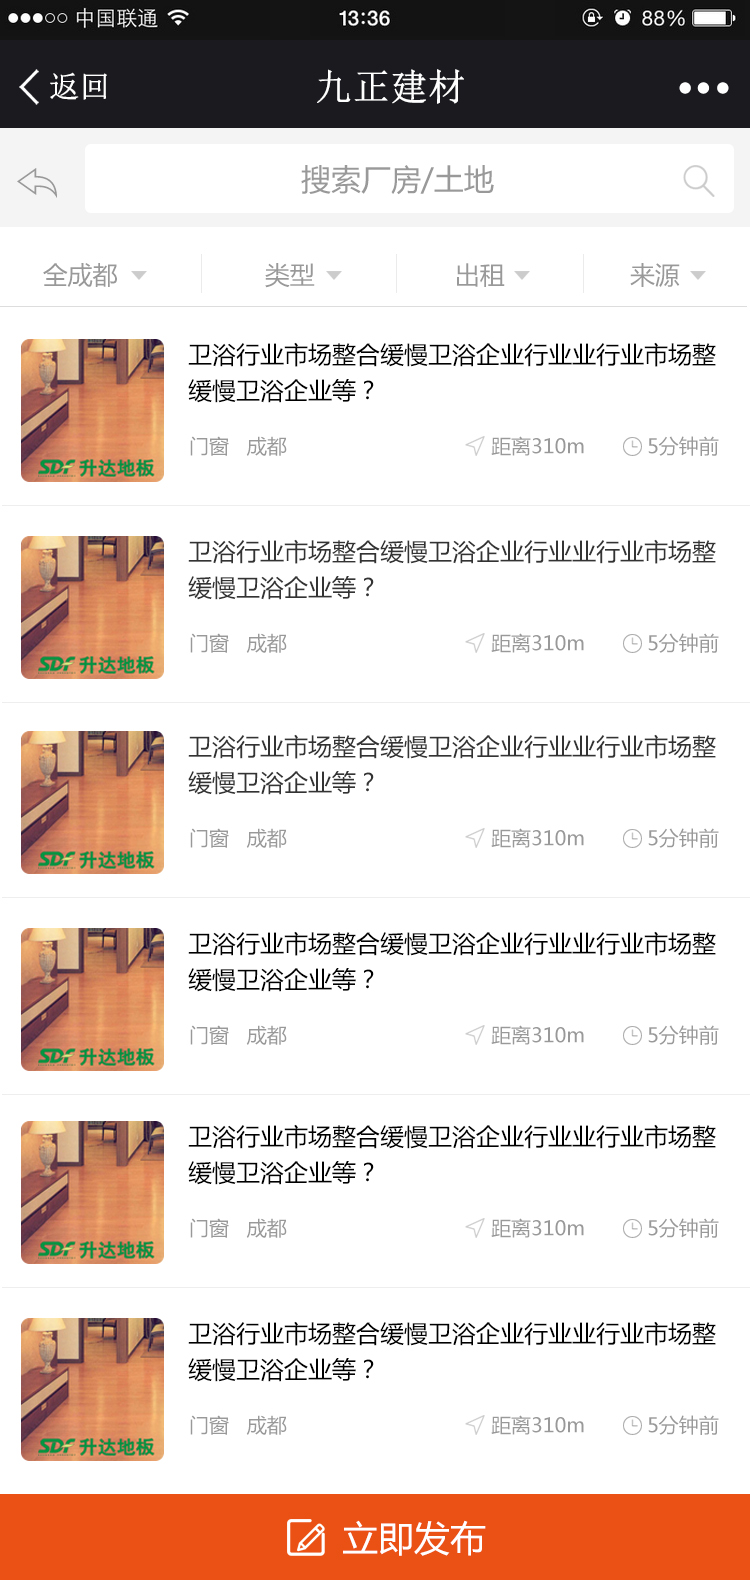 中国联通
13:36
88%
返回
九正建材
搜索厂房/土地
全成都
类型
出租
来源
卫浴行业市场整合缓慢卫浴企业行业业行业市场整
缓慢卫浴企业等？
门窗 成都
距离310m
5分钟前
SDF 升达地板
卫浴行业市场整合缓慢卫浴企业行业业行业市场整
缓慢卫浴企业等？
门窗 成都
距离310m
5分钟前
SDF 升达地板
卫浴行业市场整合缓慢卫浴企业行业业行业市场整
缓慢卫浴企业等？
门窗 成都
距离310m
5分钟前
SDF 升达地板
卫浴行业市场整合缓慢卫浴企业行业业行业市场整
缓慢卫浴企业等？
门窗 成都
距离310m
5分钟前
SDF 升达地板
卫浴行业市场整合缓慢卫浴企业行业业行业市场整
缓慢卫浴企业等？
门窗 成都
距离310m
5分钟前
SDF 升达地板
卫浴行业市场整合缓慢卫浴企业行业业行业市场整
缓慢卫浴企业等？
门窗 成都
距离310m
5分钟前
SDF 升达地板
立即发布